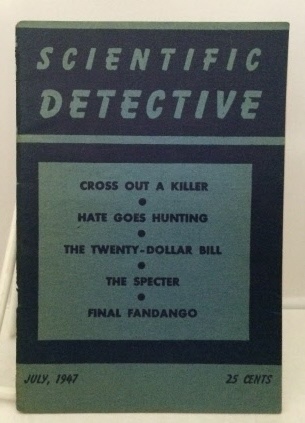 SCIENTIFIC
DETECTIVE
CROSS OUT A KILLER
HATE GOES HUNTING
THE TWENTY-DOLLAR BILL
THE SPECTER
FINAL FANDANGO
JULY, 1947 25 CENTS